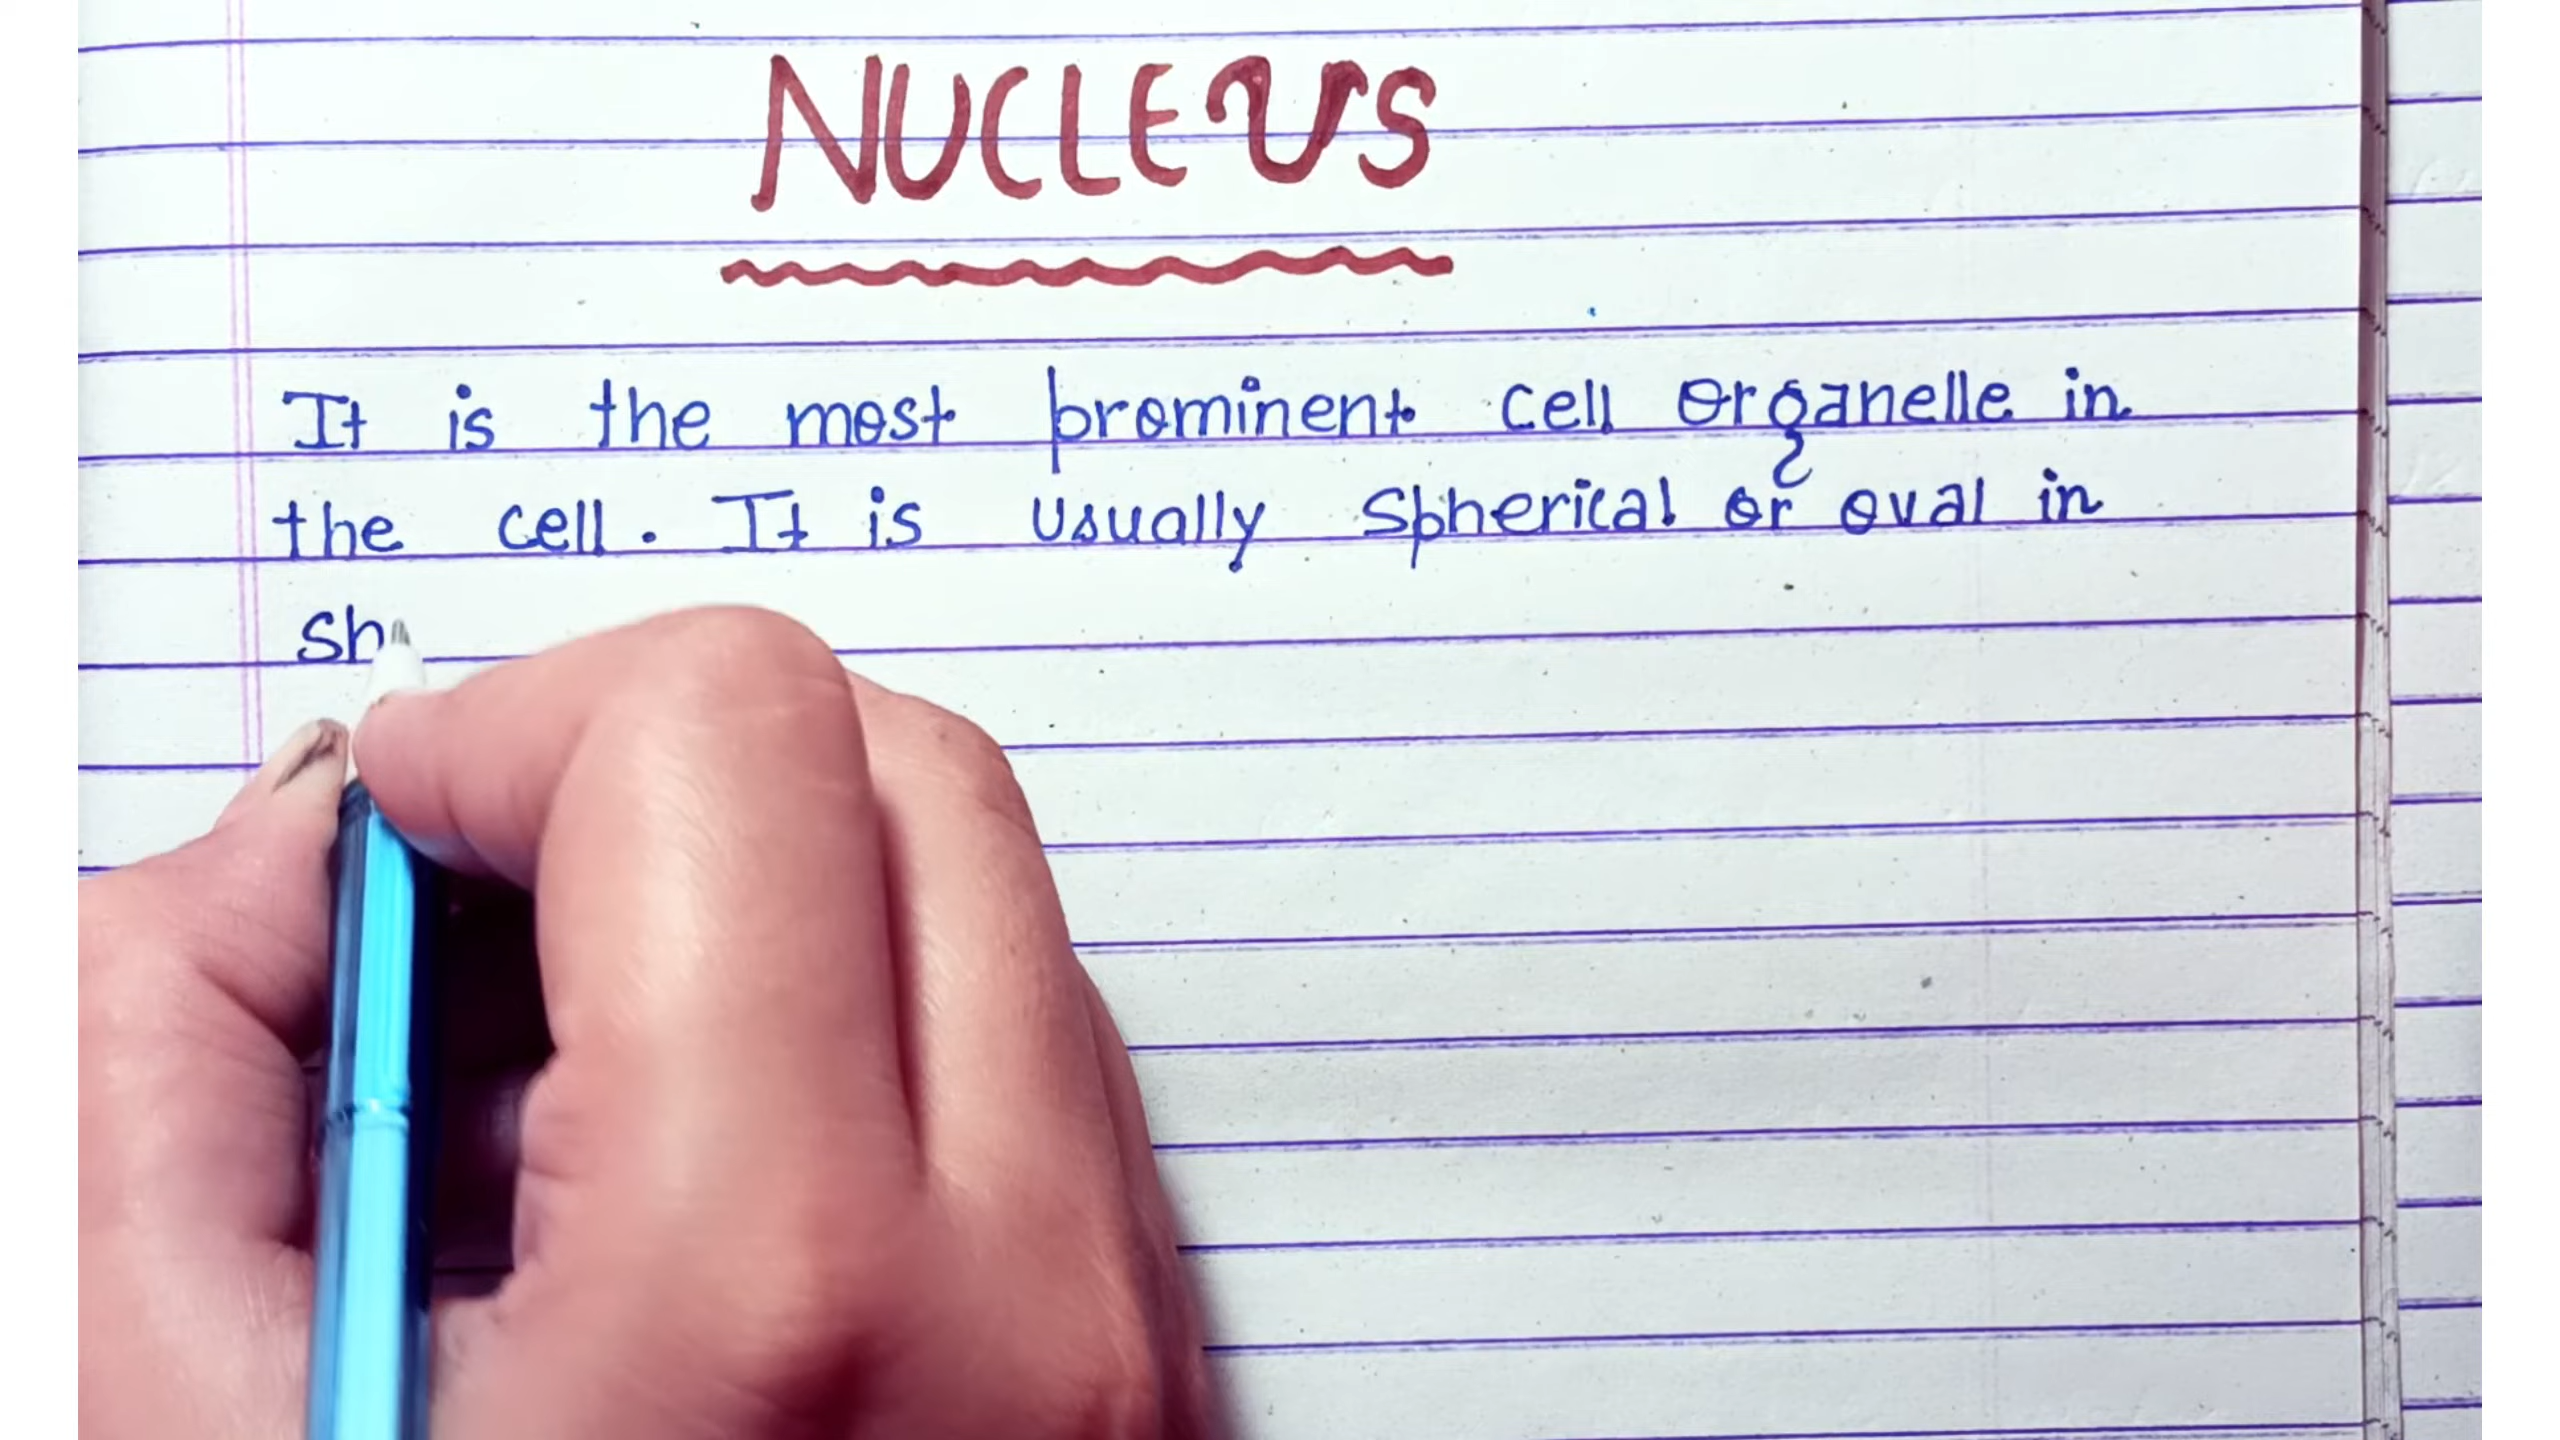 NUCLEUS
It is the most prominent cell organelle in
the cell. It is usually spherical or oval in
sh